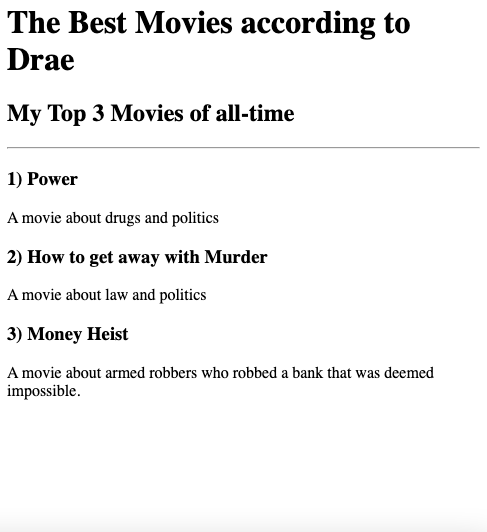 The Best Movies according to
Drae
My Top 3 Movies of all-time
1) Power
A movie about drugs and politics
2) How to get away with Murder
A movie about law and politics
3) Money Heist
A movie about armed robbers who robbed a bank that was deemed
impossible.